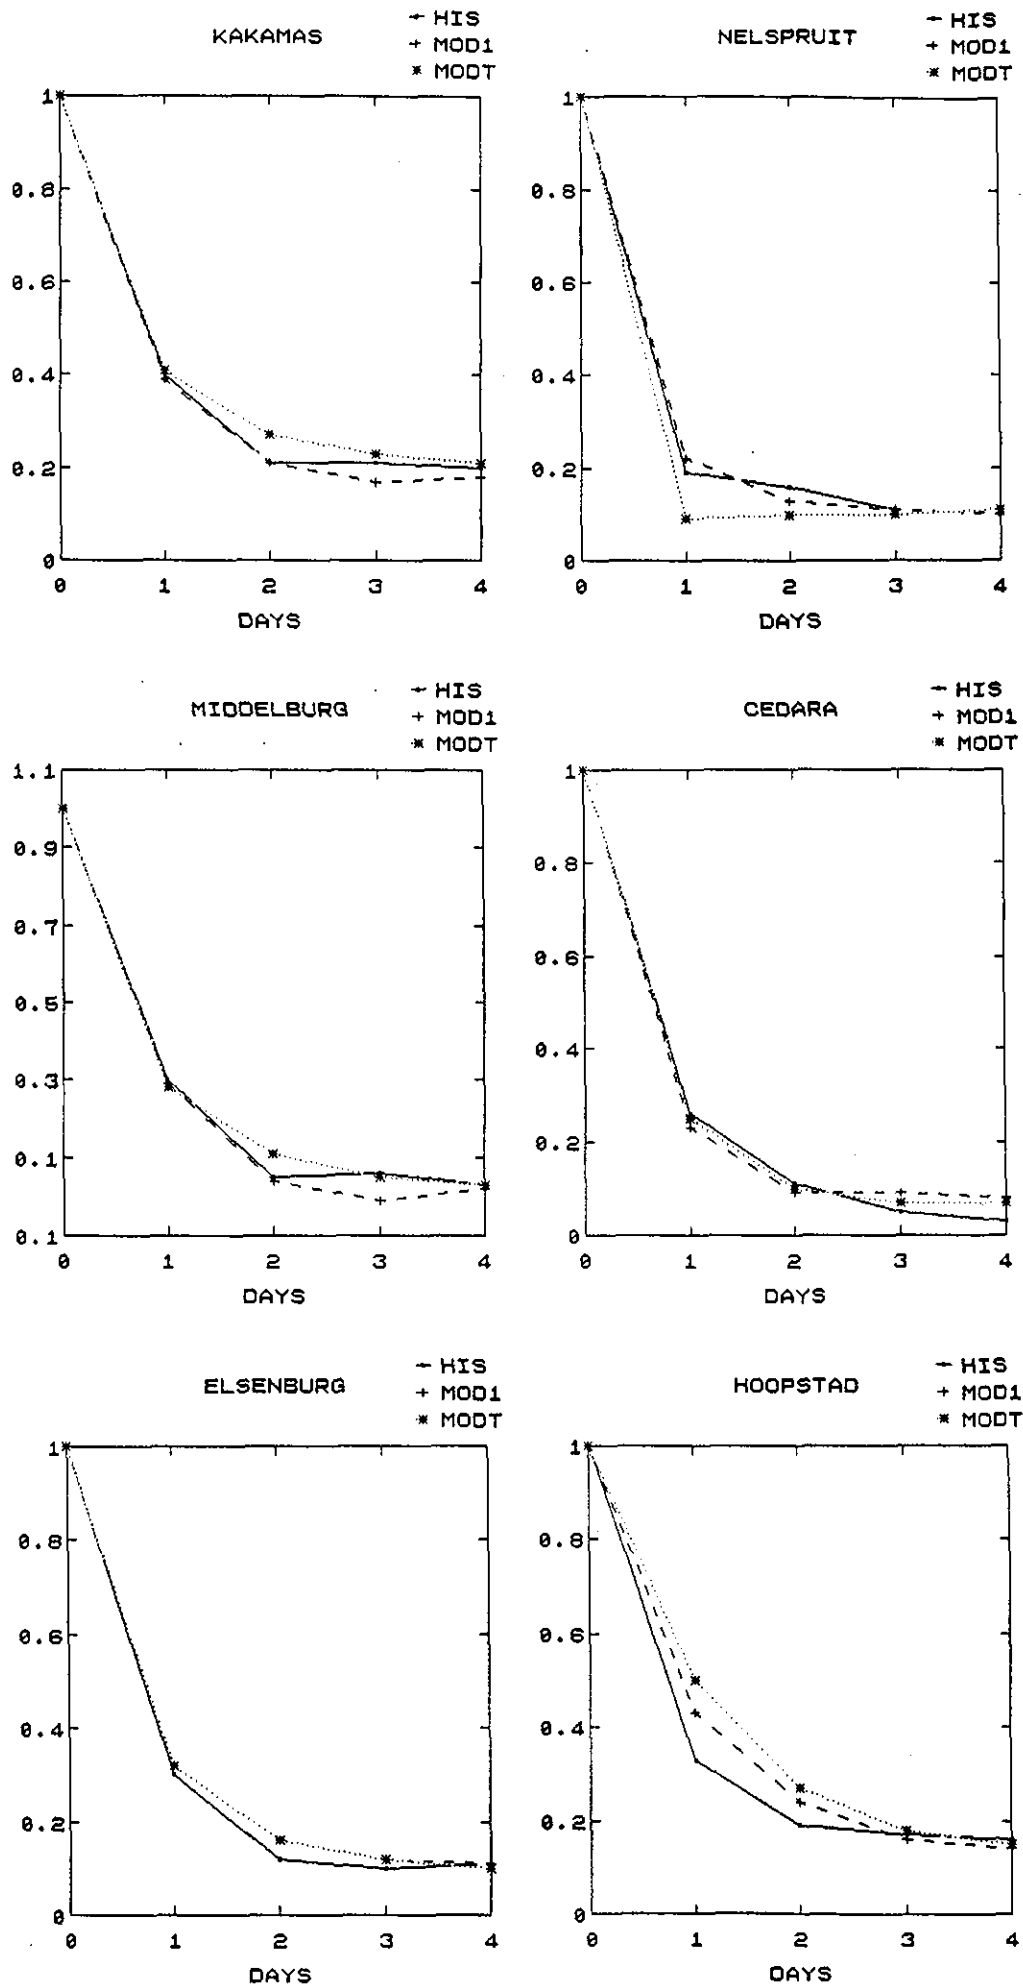 KAKAMAS
HIS
MOD1
MODT
1
0.8
0.6
0.4
0.2
0
0 1 2 3 4
DAYS
NELSPRUIT
HIS
MOD1
MODT
1
0.8
0.6
0.4
0.2
0
0 1 2 3 4
DAYS
MIDDELBURG
HIS
MOD1
MODT
1.1
0.9
0.7
0.5
0.3
0.1
0.1
0 1 2 3 4
DAYS
CEDARA
HIS
MOD1
MODT
1
0.8
0.6
0.4
0.2
0
0 1 2 3 4
DAYS
ELSENBURG
HIS
MOD1
MODT
1
0.8
0.6
0.4
0.2
0
0 1 2 3 4
DAYS
HOOPSTAD
HIS
MOD1
MODT
1
0.8
0.6
0.4
0.2
0
0 1 2 3 4
DAYS